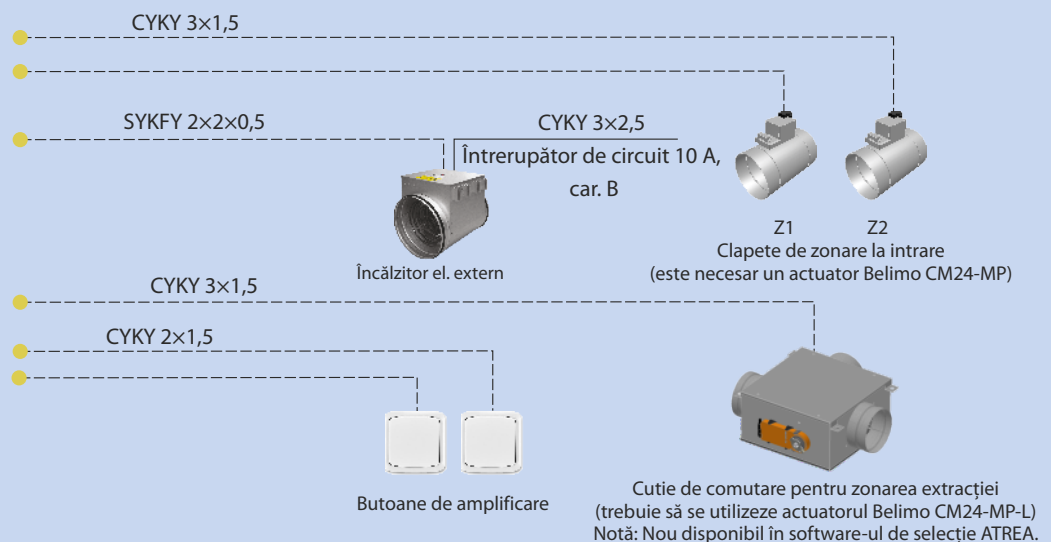 CYKY 3×1,5
SYKFY 2×2×0,5
CYKY 3×2,5
Întrerupător de circuit 10 A,
car. B
Încălzitor el. extern
Z1
Z2
Clapete de zonare la intrare
(este necesar un actuator Belimo CM24-MP)
CYKY 3×1,5
CYKY 2×1,5
Butoane de amplificare
Cutie de comutare pentru zonarea extracției
(trebuie să se utilizeze actuatorul Belimo CM24-MP-L)
Notă: Nou disponibil în software-ul de selecție ATREA.